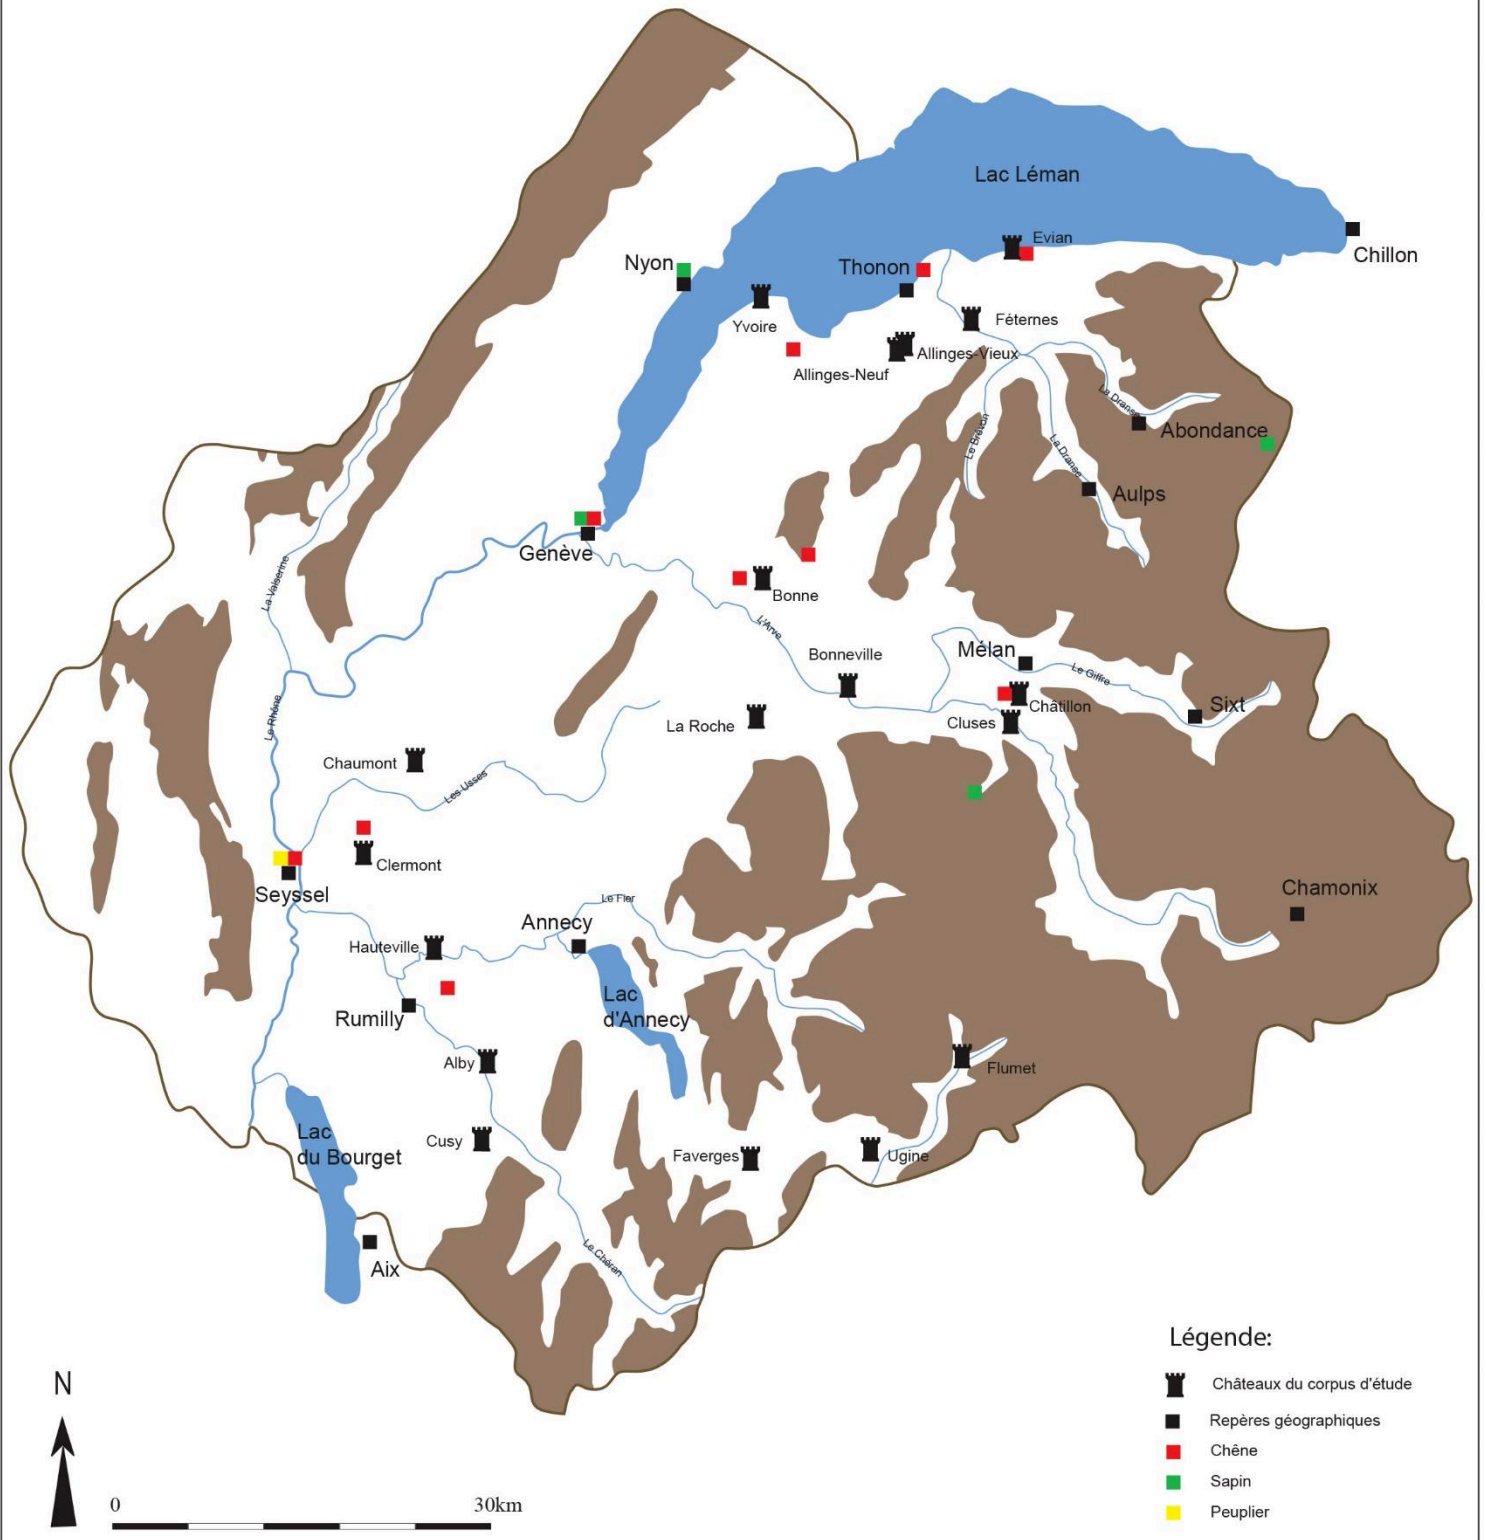 Lac Léman
Evian
Chillon
Nyon
Thonon
Yvoire
Féternes
Allinges-Vieux
Allinges-Neuf
La Dranse
Le Brévon
La Dranse
Abondance
Aulps
Genève
La Valserine
Bonne
L'Arve
Bonneville
Mélan
Le Giffre
Sixt
Le Rhône
La Roche
Châtillon
Cluses
Chaumont
Les Usses
Clermont
Seyssel
Chamonix
Le Fier
Annecy
Hauteville
Lac
d'Annecy
Rumilly
Alby
Flumet
Lac
du Bourget
Cusy
Faverges
Ugine
Le Chéran
Aix
Légende:
Châteaux du corpus d'étude
Repères géographiques
Chêne
Sapin
Peuplier
N
0
30km